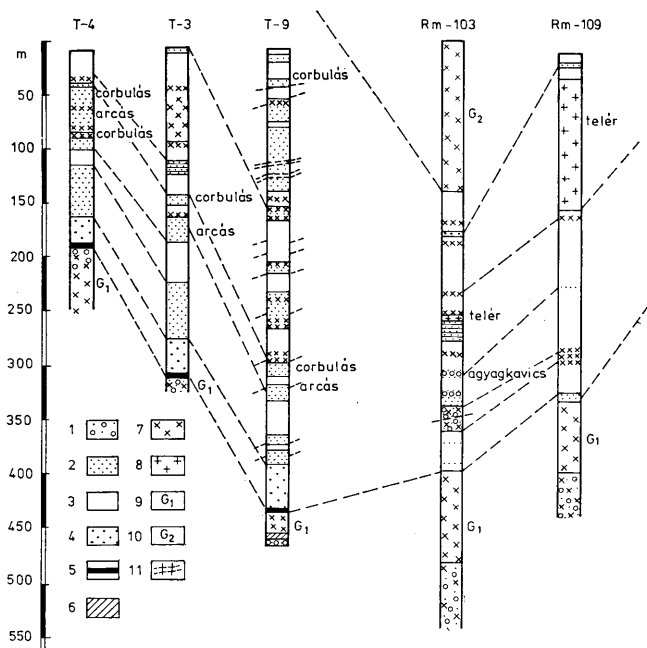 T-4 T-3 T-9 Rm-103 Rm-109
m
50
100
150
200
250
300
350
400
450
500
m
550
corbulás
arcás
corbulás
G₁
corbulás
arcás
G₁
corbulás
corbulás
arcás
G₁
G₂
telér
agyagkavics
G₁
telér
G₁
1 7
2 8
3 9 G₁
4 10 G₂
5 11
6